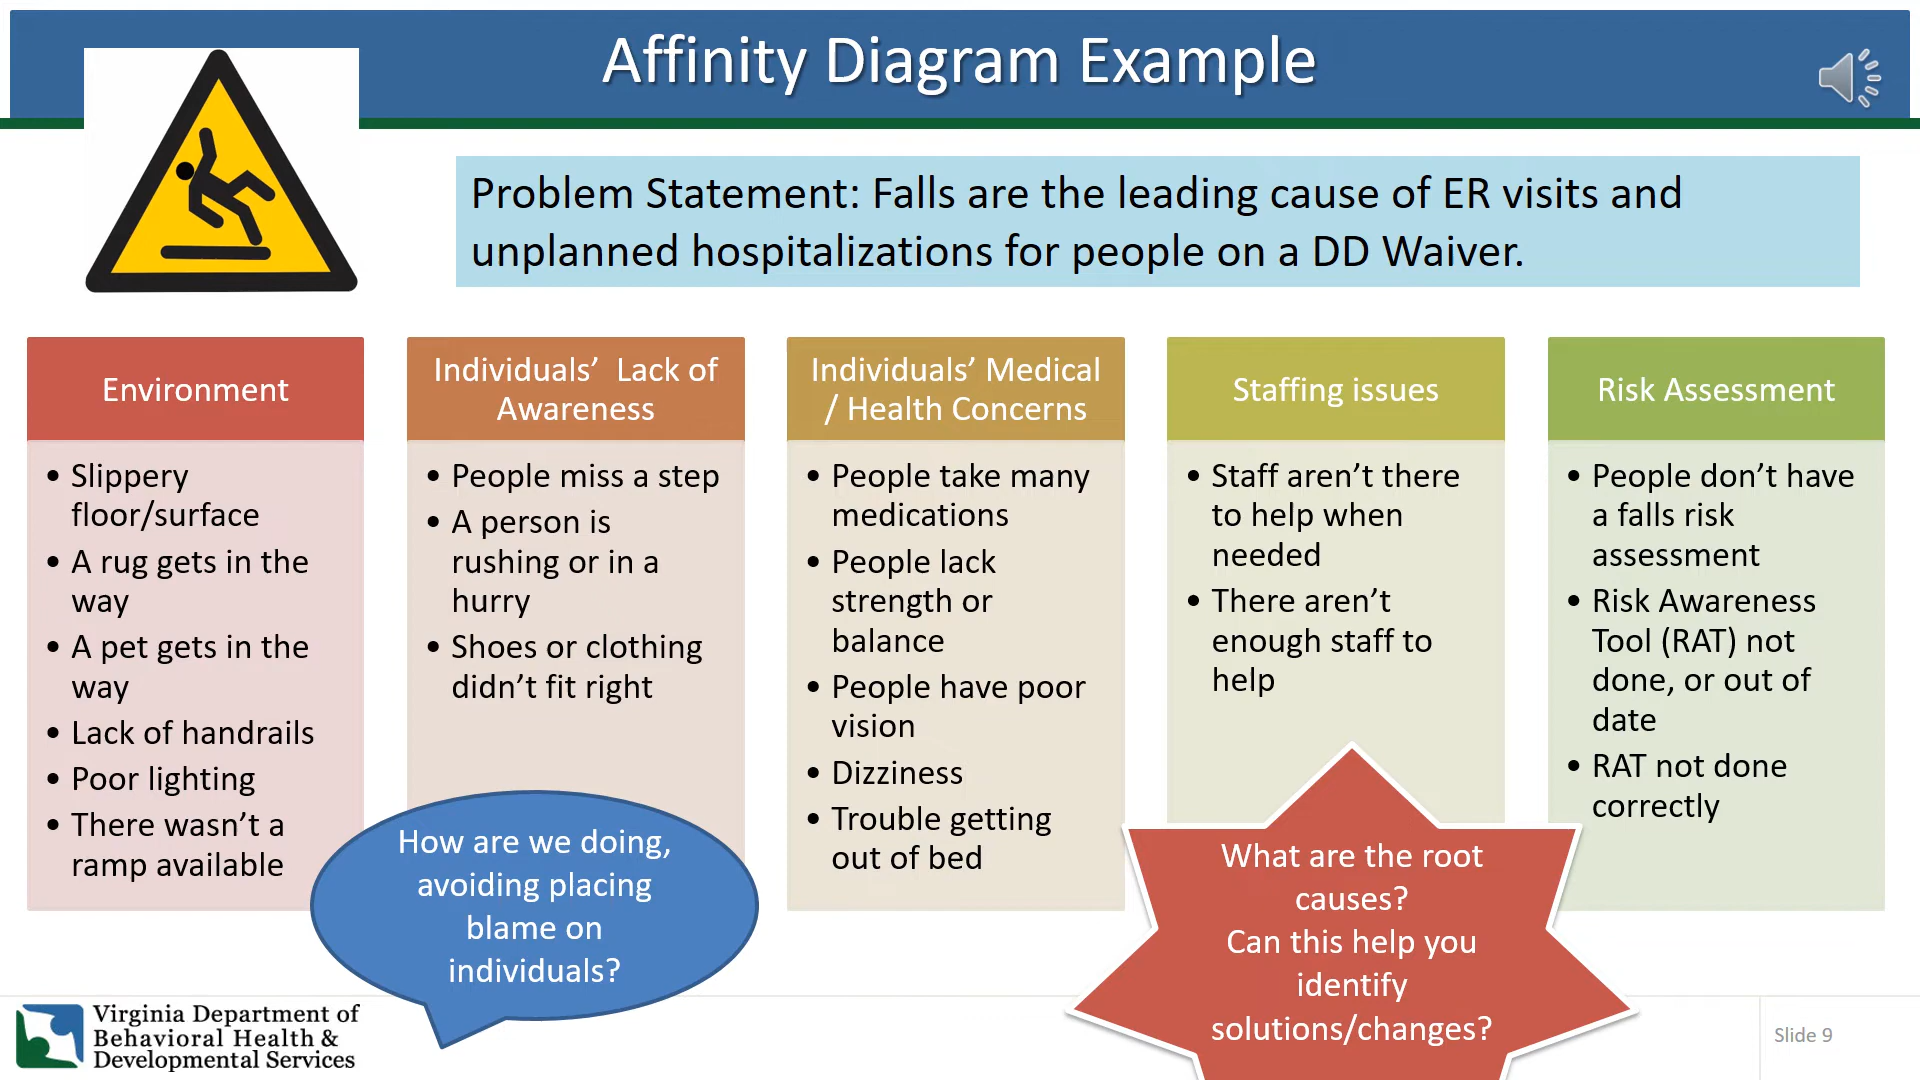 Affinity Diagram Example
Problem Statement: Falls are the leading cause of ER visits and
unplanned hospitalizations for people on a DD Waiver.
Environment
• Slippery
floor/surface
• A rug gets in the
way
• A pet gets in the
way
• Lack of handrails
• Poor lighting
• There wasn’t a
ramp available
Individuals’ Lack of
Awareness
• People miss a step
• A person is
rushing or in a
hurry
• Shoes or clothing
didn’t fit right
Individuals’ Medical
/ Health Concerns
• People take many
medications
• People lack
strength or
balance
• People have poor
vision
• Dizziness
• Trouble getting
out of bed
Staffing issues
• Staff aren’t there
to help when
needed
• There aren’t
enough staff to
help
Risk Assessment
• People don’t have
a falls risk
assessment
• Risk Awareness
Tool (RAT) not
done, or out of
date
• RAT not done
correctly
How are we doing,
avoiding placing
blame on
individuals?
What are the root
causes?
Can this help you
identify
solutions/changes?
Virginia Department of
Behavioral Health &
Developmental Services
Slide 9